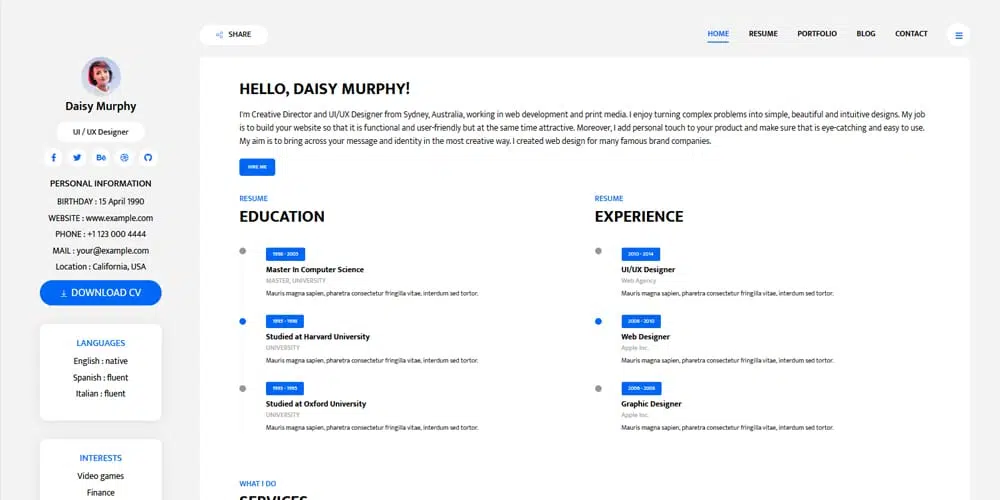 SHARE
HOME
RESUME
PORTFOLIO
BLOG
CONTACT
Daisy Murphy
UI / UX Designer
PERSONAL INFORMATION
BIRTHDAY : 15 April 1990
WEBSITE : www.example.com
PHONE : +1 123 000 4444
MAIL : your@example.com
Location : California, USA
DOWNLOAD CV
LANGUAGES
English : native
Spanish : fluent
Italian : fluent
INTERESTS
Video games
Finance
HELLO, DAISY MURPHY!
I'm Creative Director and UI/UX Designer from Sydney, Australia, working in web development and print media. I enjoy turning complex problems into simple, beautiful and intuitive designs. My job
is to build your website so that it is functional and user-friendly but at the same time attractive. Moreover, I add personal touch to your product and make sure that is eye-catching and easy to use.
My aim is to bring across your message and identity in the most creative way. I created web design for many famous brand companies.
HIRE ME
RESUME
EDUCATION
Master In Computer Science
MASTER, UNIVERSITY
Mauris magna sapien, pharetra consectetur fringilla vitae, interdum sed tortor.
Studied at Harvard University
UNIVERSITY
Mauris magna sapien, pharetra consectetur fringilla vitae, interdum sed tortor.
Studied at Oxford University
UNIVERSITY
Mauris magna sapien, pharetra consectetur fringilla vitae, interdum sed tortor.
RESUME
EXPERIENCE
2010 - 2014
UI/UX Designer
Web Agency
Mauris magna sapien, pharetra consectetur fringilla vitae, interdum sed tortor.
2008 - 2010
Web Designer
Apple Inc.
Mauris magna sapien, pharetra consectetur fringilla vitae, interdum sed tortor.
2006 - 2008
Graphic Designer
Apple Inc.
Mauris magna sapien, pharetra consectetur fringilla vitae, interdum sed tortor.
WHAT I DO
SERVICES